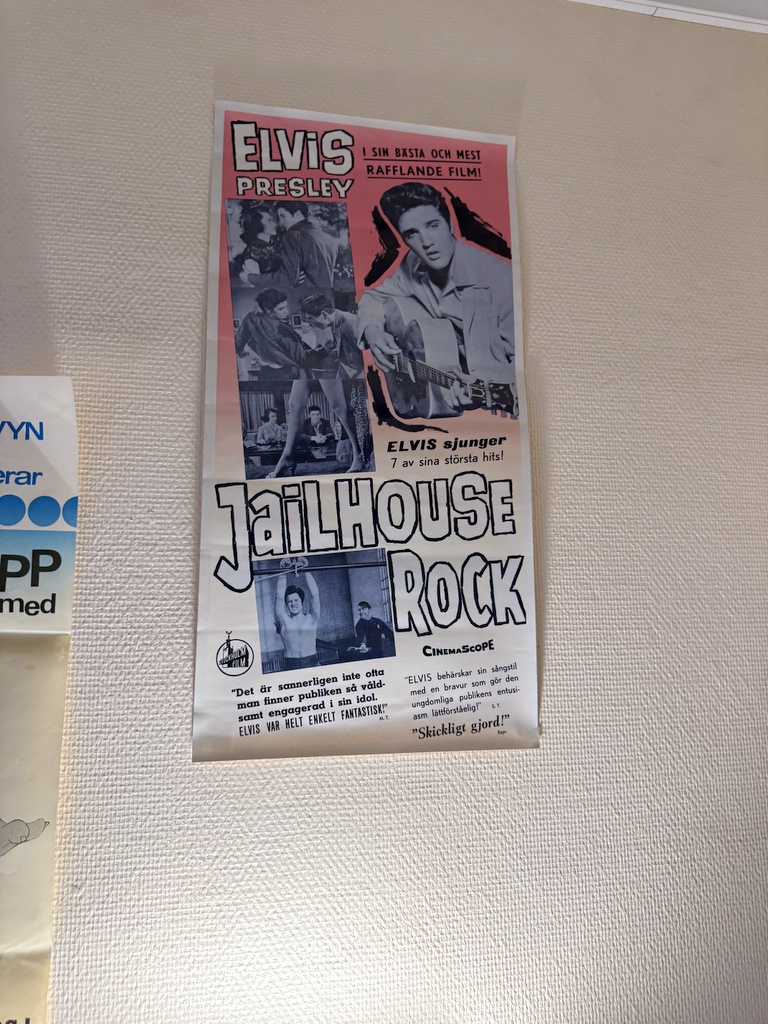 ELVIS
PRESLEY
I SIN BÄSTA OCH MEST
RAFFLANDE FILM!
ELVIS sjunger
7 av sina största hits!
JAILHOUSE
ROCK
CINEMASCOPE
"Det är sannerligen inte ofta
man finner publiken så våld-
samt engagerad i sin idol.
ELVIS VAR HELT ENKELT FANTASTISK!"
M. T.
"ELVIS behärskar sin sångstil
med en bravur som gör den
ungdomliga publikens entusi-
asm lättförståelig!" S. T.
"Skickligt gjord!"
Expr.
VYN
erar
PP
med